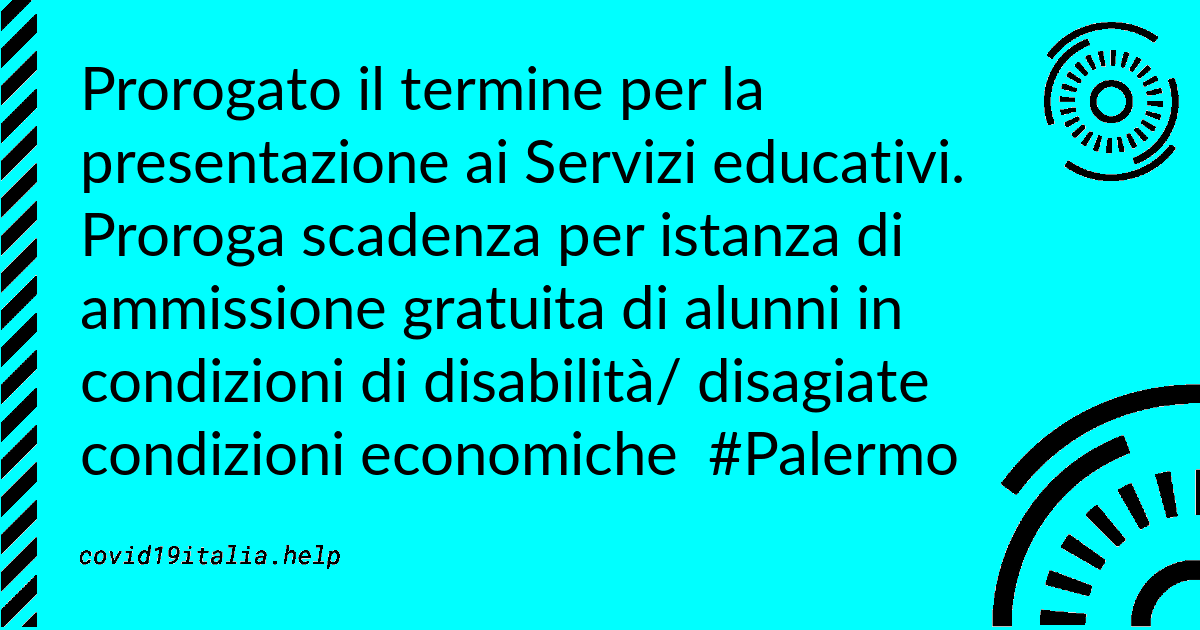 Prorogato il termine per la
presentazione ai Servizi educativi.
Proroga scadenza per istanza di
ammissione gratuita di alunni in
condizioni di disabilità/ disagiate
condizioni economiche  #Palermo
covid19italia.help